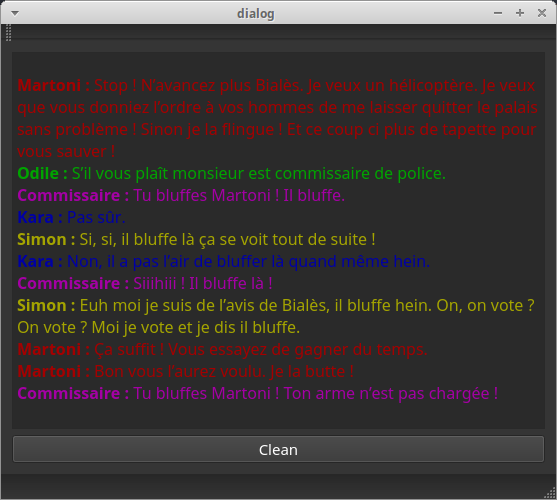 dialog
Martoni : Stop ! N'avancez plus Bialès. Je veux un hélicoptère. Je veux
que vous donniez l'ordre à vos hommes de me laisser quitter le palais
sans problème ! Sinon je la flingue ! Et ce coup ci plus de tapette pour
vous sauver !
Odile : S'il vous plaît monsieur est commissaire de police.
Commissaire : Tu bluffes Martoni ! Il bluffe.
Kara : Pas sûr.
Simon : Si, si, il bluffe là ça se voit tout de suite !
Kara : Non, il a pas l'air de bluffer là quand même hein.
Commissaire : Siiihiii ! Il bluffe là !
Simon : Euh moi je suis de l'avis de Bialès, il bluffe hein. On, on vote ?
On vote ? Moi je vote et je dis il bluffe.
Martoni : Ça suffit ! Vous essayez de gagner du temps.
Martoni : Bon vous l'aurez voulu. Je la butte !
Commissaire : Tu bluffes Martoni ! Ton arme n'est pas chargée !
Clean